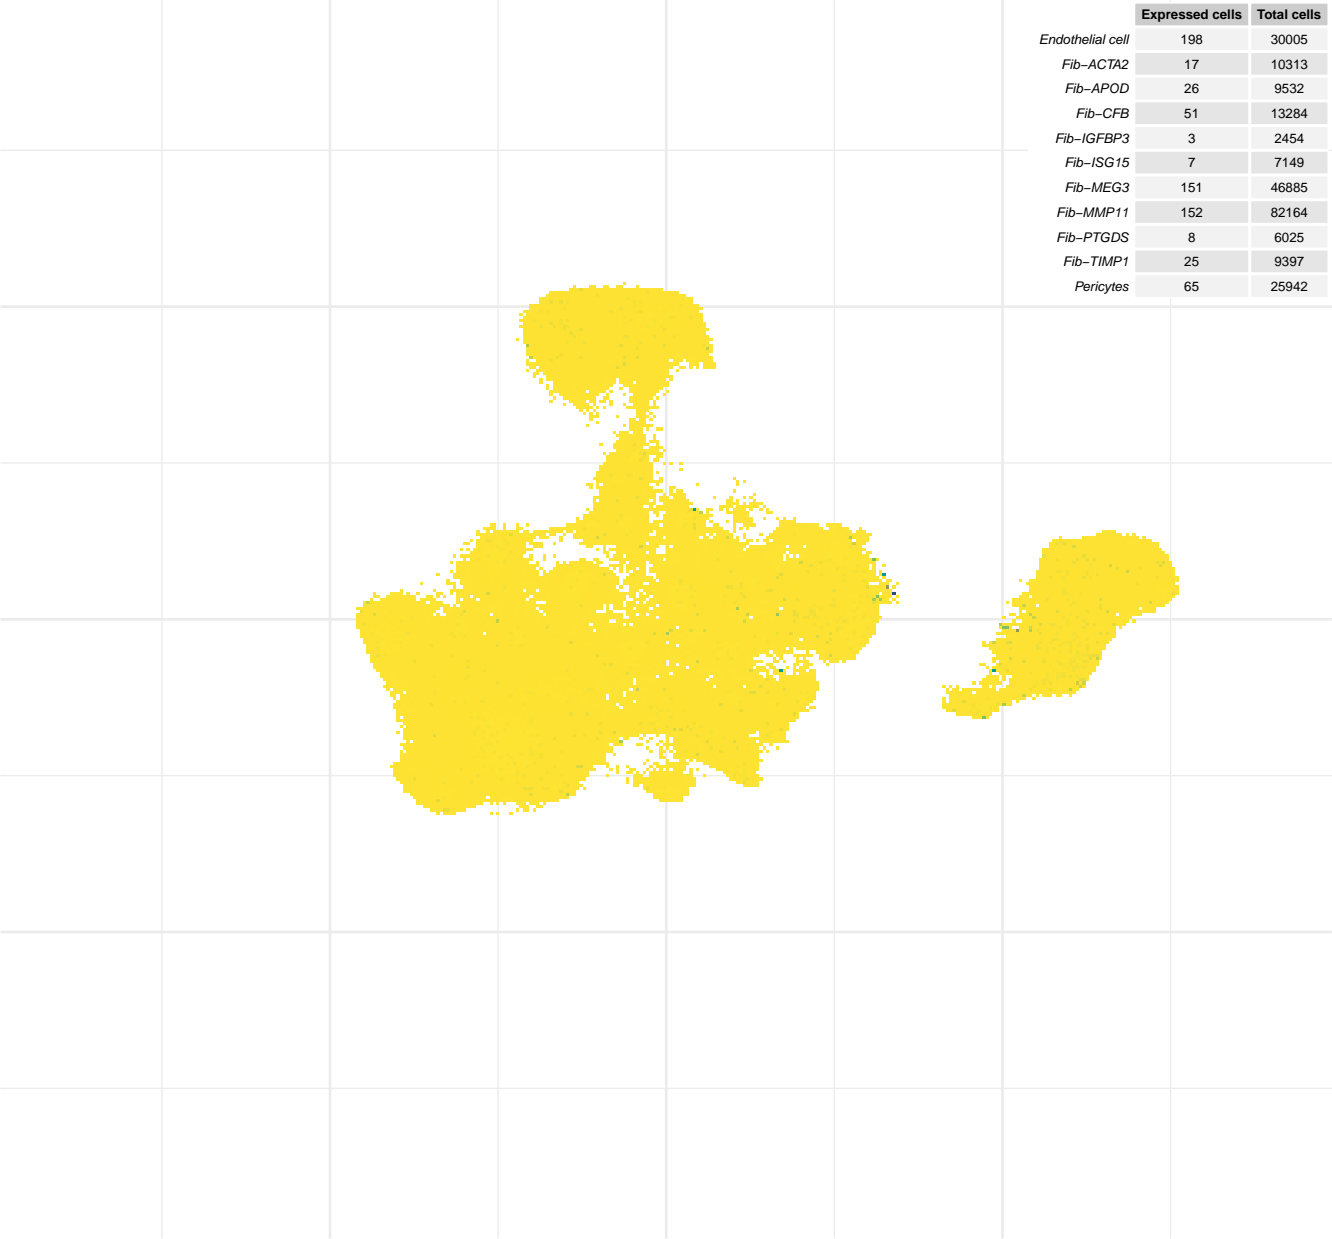 Expressed cells Total cells
Endothelial cell 198 30005
Fib−ACTA2 17 10313
Fib−APOD 26 9532
Fib−CFB 51 13284
Fib−IGFBP3 3 2454
Fib−ISG15 7 7149
Fib−MEG3 151 46885
Fib−MMP11 152 82164
Fib−PTGDS 8 6025
Fib−TIMP1 25 9397
Pericytes 65 25942